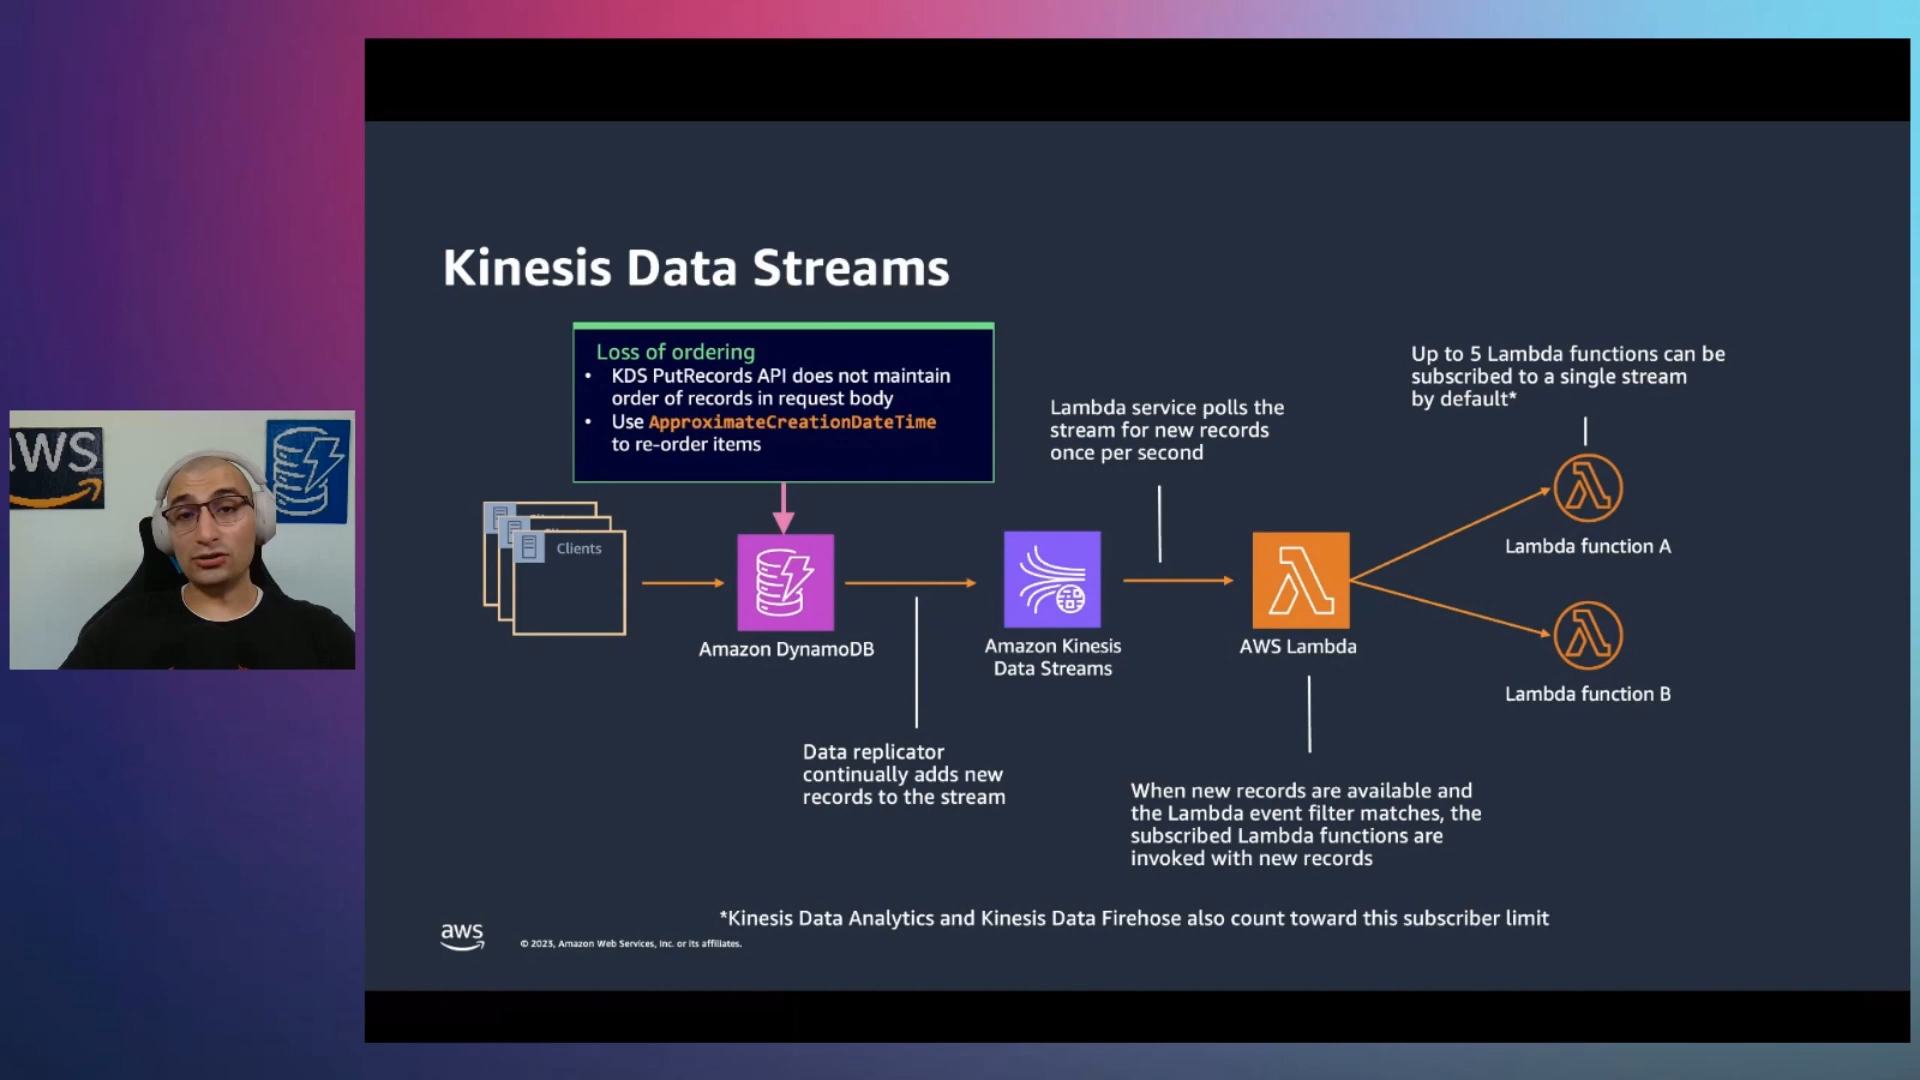 Kinesis Data Streams
Loss of ordering
• KDS PutRecords API does not maintain
order of records in request body
• Use ApproximateCreationDateTime
to re-order items
Up to 5 Lambda functions can be
subscribed to a single stream
by default*
Lambda service polls the
stream for new records
once per second
Clients
Amazon DynamoDB
Amazon Kinesis
Data Streams
AWS Lambda
Lambda function A
Lambda function B
Data replicator
continually adds new
records to the stream
When new records are available and
the Lambda event filter matches, the
subscribed Lambda functions are
invoked with new records
*Kinesis Data Analytics and Kinesis Data Firehose also count toward this subscriber limit
aws
© 2023, Amazon Web Services, Inc. or its affiliates.